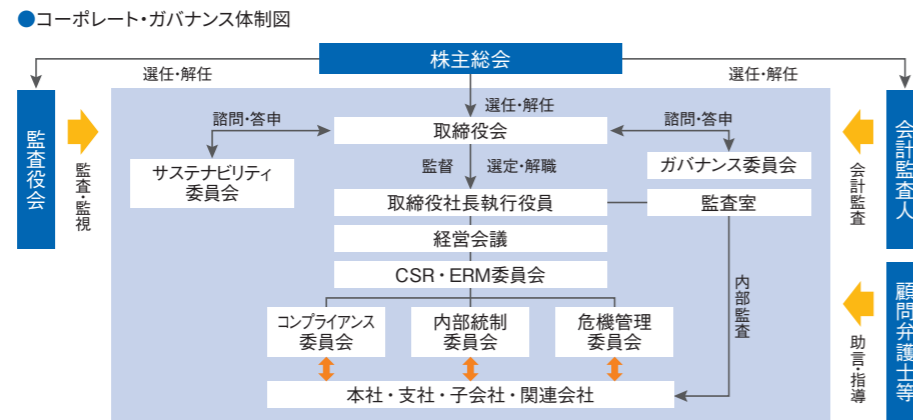 ●コーポレート・ガバナンス体制図
株主総会
選任・解任
選任・解任
選任・解任
監査役会
監査・監視
諮問・答申
取締役会
諮問・答申
会計監査人
会計監査
サステナビリティ
委員会
監督
選定・解職
ガバナンス委員会
取締役社長執行役員
監査室
経営会議
CSR・ERM委員会
内部監査
コンプライアンス
委員会
内部統制
委員会
危機管理
委員会
顧問弁護士等
助言・指導
本社・支社・子会社・関連会社